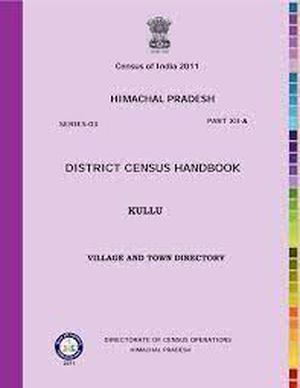 Census of India 2011
HIMACHAL PRADESH
SERIES-03
PART XII-A
DISTRICT CENSUS HANDBOOK
KULLU
VILLAGE AND TOWN DIRECTORY
2011
DIRECTORATE OF CENSUS OPERATIONS
HIMACHAL PRADESH